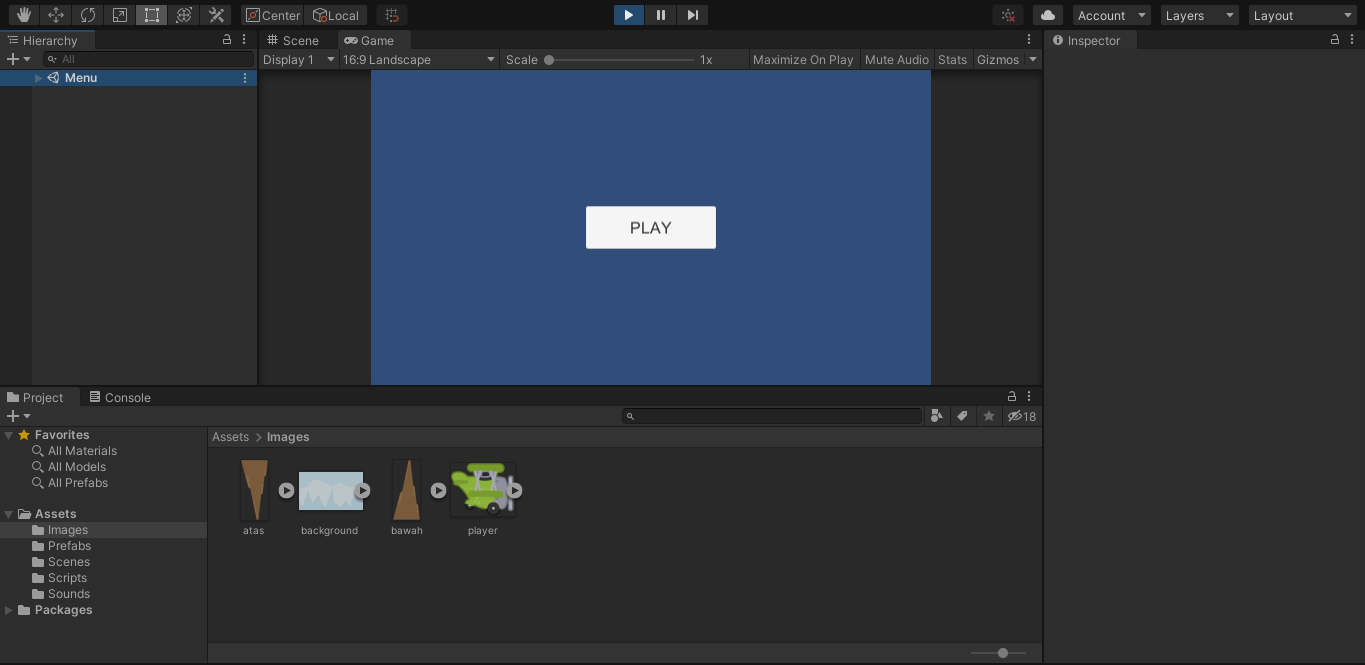 Center Local Account Layers Layout
Hierarchy Scene Game Inspector
All Display 1 16:9 Landscape Scale 1x Maximize On Play Mute Audio Stats Gizmos
Menu
PLAY
Project Console
18
Favorites Assets > Images
All Materials
All Models
All Prefabs
atas background bawah player
Assets
Images
Prefabs
Scenes
Scripts
Sounds
Packages